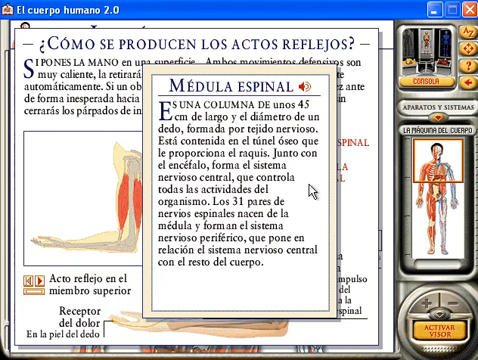 El cuerpo humano 2.0
¿CÓMO SE PRODUCEN LOS ACTOS REFLEJOS?
SI PONES LA MANO en una superficie
muy caliente, la retirará
automáticamente. Si un ob
de forma inesperada hacia
cerrarás los párpados de in
Ambos movimientos defensivos son
MÉDULA ESPINAL
ES UNA COLUMNA DE unos 45
cm de largo y el diámetro de un
dedo, formada por tejido nervioso.
Está contenida en el túnel óseo que
le proporciona el raquis. Junto con
el encéfalo, forma el sistema
nervioso central, que controla
todas las actividades del
organismo. Los 31 pares de
nervios espinales nacen de la
médula y forman el sistema
nervioso periférico, que pone en
relación el sistema nervioso central
con el resto del cuerpo.
Acto reflejo en el
miembro superior
Receptor
del dolor
En la piel del dedo
CONSOLA
A/Z
?
APARATOS Y SISTEMAS
LA MÁQUINA DEL CUERPO
ACTIVAR
VISOR